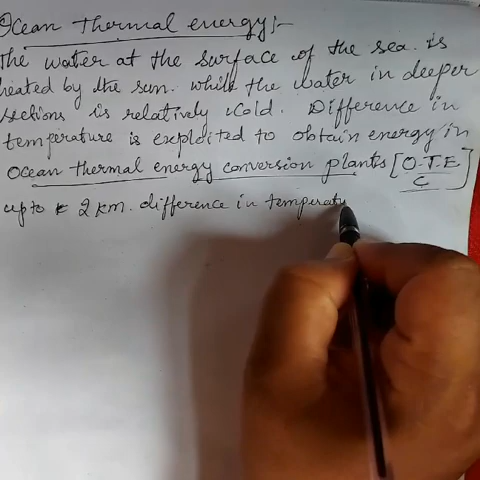 Ocean thermal energy:-
The water at the surface of the sea. is
heated by the sun. while the water in deeper
sections is relatively cold. Difference in
temperature is exploited to obtain energy in
Ocean thermal energy conversion plants [O-T.E
C]
upto 2 km. difference in temperatu